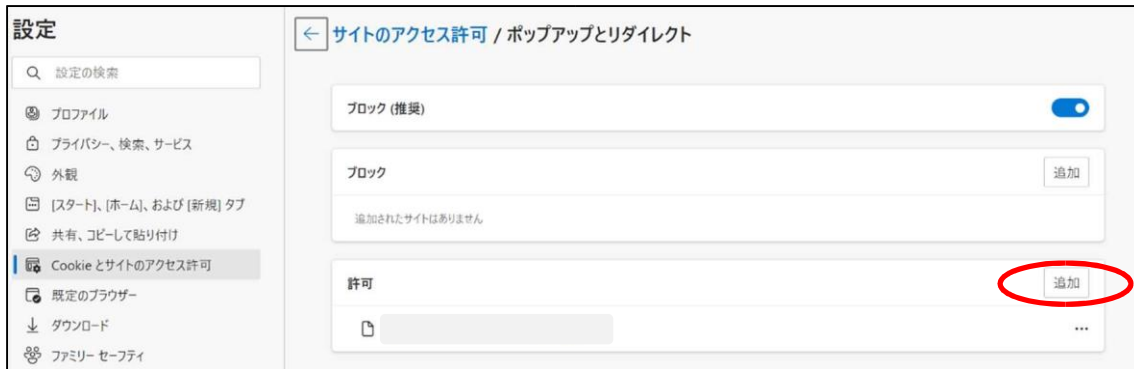 設定
設定の検索
プロファイル
プライバシー、検索、サービス
外観
[スタート]、[ホーム]、および [新規] タブ
共有、コピーして貼り付け
Cookie とサイトのアクセス許可
既定のブラウザー
ダウンロード
ファミリー セーフティ
← サイトのアクセス許可 / ポップアップとリダイレクト
ブロック (推奨)
ブロック 追加
追加されたサイトはありません
許可 追加